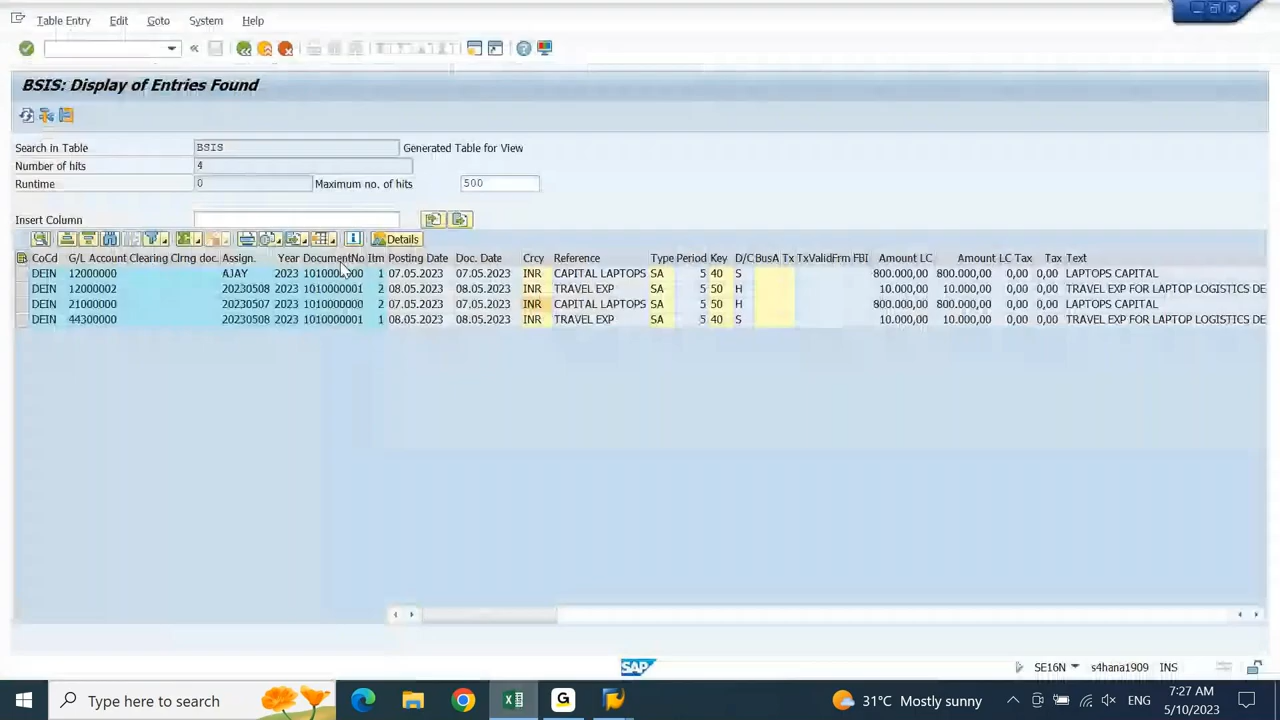 Table Entry Edit Goto System Help
BSIS: Display of Entries Found
Search in Table BSIS Generated Table for View
Number of hits 4
Runtime 0 Maximum no. of hits 500
Insert Column
Details
CoCd G/L Account Clearing Clrng doc. Assign. Year DocumentNo Itm Posting Date Doc. Date Crcy Reference Type Period Key D/C BusA Tx TxValidFrm FBI Amount LC Amount LC Tax Tax Text
DEIN 12000000 AJAY 2023 1010000000 1 07.05.2023 07.05.2023 INR CAPITAL LAPTOPS SA 5 40 S 800.000,00 800.000,00 0,00 0,00 LAPTOPS CAPITAL
DEIN 12000002 20230508 2023 1010000001 2 08.05.2023 08.05.2023 INR TRAVEL EXP SA 5 50 H 10.000,00 10.000,00 0,00 0,00 TRAVEL EXP FOR LAPTOP LOGISTICS DE
DEIN 21000000 20230507 2023 1010000000 2 07.05.2023 07.05.2023 INR CAPITAL LAPTOPS SA 5 50 H 800.000,00 800.000,00 0,00 0,00 LAPTOPS CAPITAL
DEIN 44300000 20230508 2023 1010000001 1 08.05.2023 08.05.2023 INR TRAVEL EXP SA 5 40 S 10.000,00 10.000,00 0,00 0,00 TRAVEL EXP FOR LAPTOP LOGISTICS DE
SAP SE16N s4hana1909 INS
Type here to search 31°C Mostly sunny ENG 7:27 AM
5/10/2023